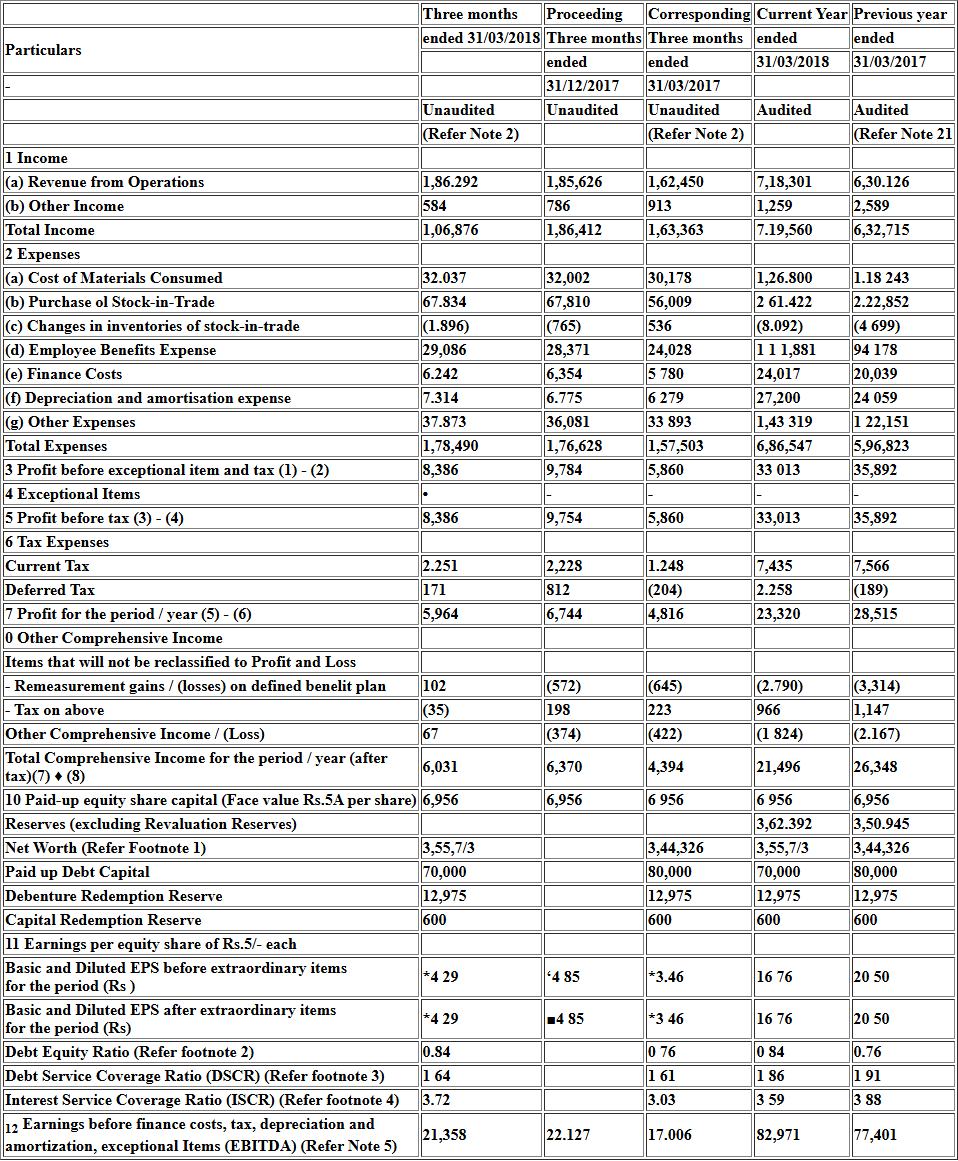 Particulars Three months Proceeding Corresponding Current Year Previous year
ended 31/03/2018 Three months Three months ended ended
ended ended 31/03/2018 31/03/2017
- 31/12/2017 31/03/2017
Unaudited Unaudited Unaudited Audited Audited
(Refer Note 2) (Refer Note 2) (Refer Note 21
1 Income
(a) Revenue from Operations 1,86.292 1,85,626 1,62,450 7,18,301 6,30.126
(b) Other Income 584 786 913 1,259 2,589
Total Income 1,06,876 1,86,412 1,63,363 7.19,560 6,32,715
2 Expenses
(a) Cost of Materials Consumed 32.037 32,002 30,178 1,26.800 1.18 243
(b) Purchase ol Stock-in-Trade 67.834 67,810 56,009 2 61.422 2.22,852
(c) Changes in inventories of stock-in-trade (1.896) (765) 536 (8.092) (4 699)
(d) Employee Benefits Expense 29,086 28,371 24,028 1 1 1,881 94 178
(e) Finance Costs 6.242 6,354 5 780 24,017 20,039
(f) Depreciation and amortisation expense 7.314 6.775 6 279 27,200 24 059
(g) Other Expenses 37.873 36,081 33 893 1,43 319 1 22,151
Total Expenses 1,78,490 1,76,628 1,57,503 6,86,547 5,96,823
3 Profit before exceptional item and tax (1) - (2) 8,386 9,784 5,860 33 013 35,892
4 Exceptional Items • - - - -
5 Profit before tax (3) - (4) 8,386 9,754 5,860 33,013 35,892
6 Tax Expenses
Current Tax 2.251 2,228 1.248 7,435 7,566
Deferred Tax 171 812 (204) 2.258 (189)
7 Profit for the period / year (5) - (6) 5,964 6,744 4,816 23,320 28,515
0 Other Comprehensive Income
Items that will not be reclassified to Profit and Loss
- Remeasurement gains / (losses) on defined benelit plan 102 (572) (645) (2.790) (3,314)
- Tax on above (35) 198 223 966 1,147
Other Comprehensive Income / (Loss) 67 (374) (422) (1 824) (2.167)
Total Comprehensive Income for the period / year (after
tax)(7) ♦ (8) 6,031 6,370 4,394 21,496 26,348
10 Paid-up equity share capital (Face value Rs.5A per share) 6,956 6,956 6 956 6 956 6,956
Reserves (excluding Revaluation Reserves) 3,62.392 3,50.945
Net Worth (Refer Footnote 1) 3,55,7/3 3,44,326 3,55,7/3 3,44,326
Paid up Debt Capital 70,000 80,000 70,000 80,000
Debenture Redemption Reserve 12,975 12,975 12,975 12,975
Capital Redemption Reserve 600 600 600 600
11 Earnings per equity share of Rs.5/- each
Basic and Diluted EPS before extraordinary items
for the period (Rs ) *4 29 ‘4 85 *3.46 16 76 20 50
Basic and Diluted EPS after extraordinary items
for the period (Rs) *4 29 ■4 85 *3 46 16 76 20 50
Debt Equity Ratio (Refer footnote 2) 0.84 0 76 0 84 0.76
Debt Service Coverage Ratio (DSCR) (Refer footnote 3) 1 64 1 61 1 86 1 91
Interest Service Coverage Ratio (ISCR) (Refer footnote 4) 3.72 3.03 3 59 3 88
12 Earnings before finance costs, tax, depreciation and
amortization, exceptional Items (EBITDA) (Refer Note 5) 21,358 22.127 17.006 82,971 77,401